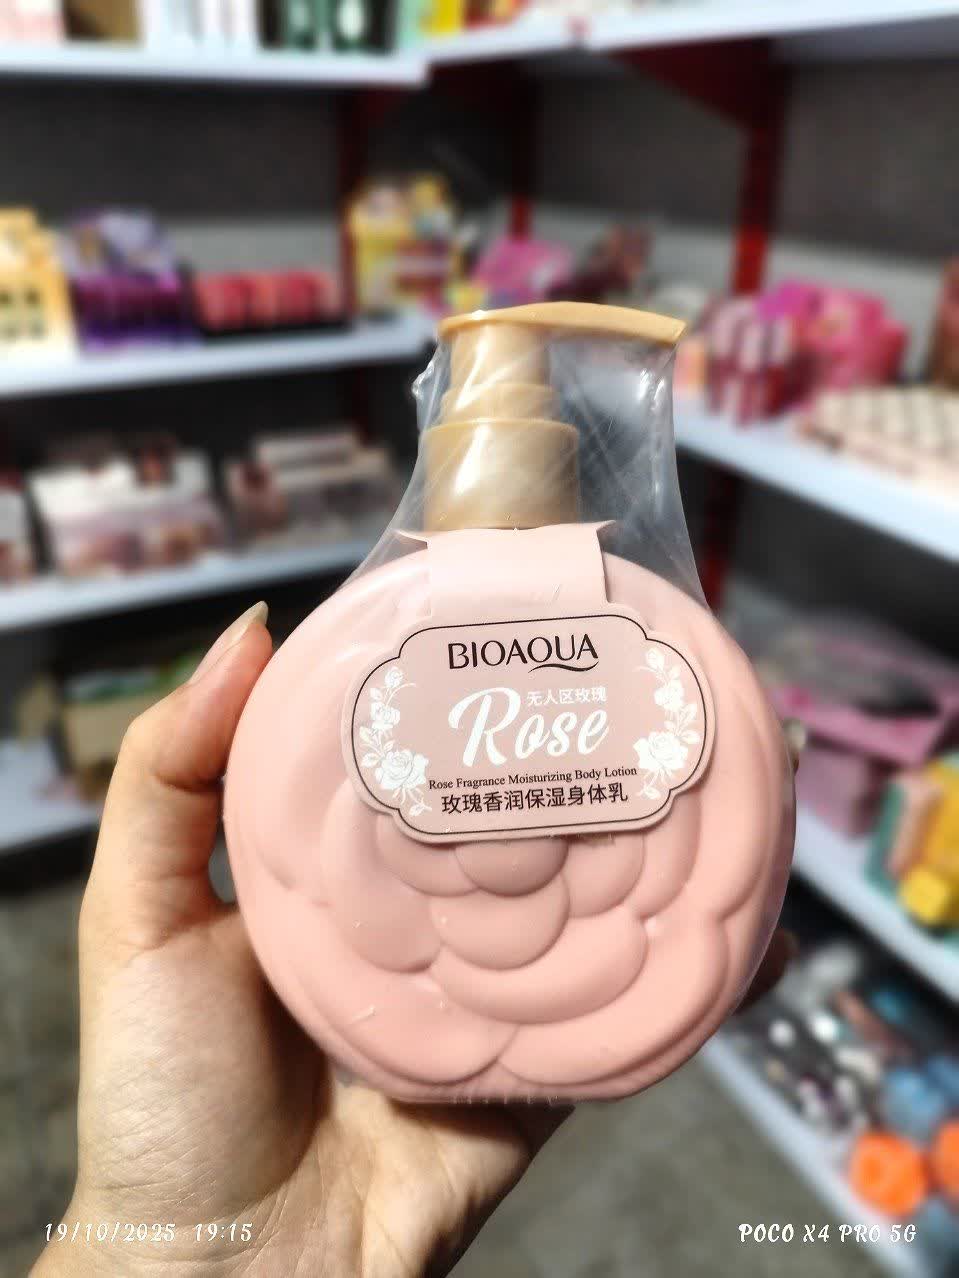 BIOAQUA
无人区玫瑰
Rose
Rose Fragrance Moisturizing Body Lotion
玫瑰香润保湿身体乳
19/10/2025 19:15
POCO X4 PRO 5G